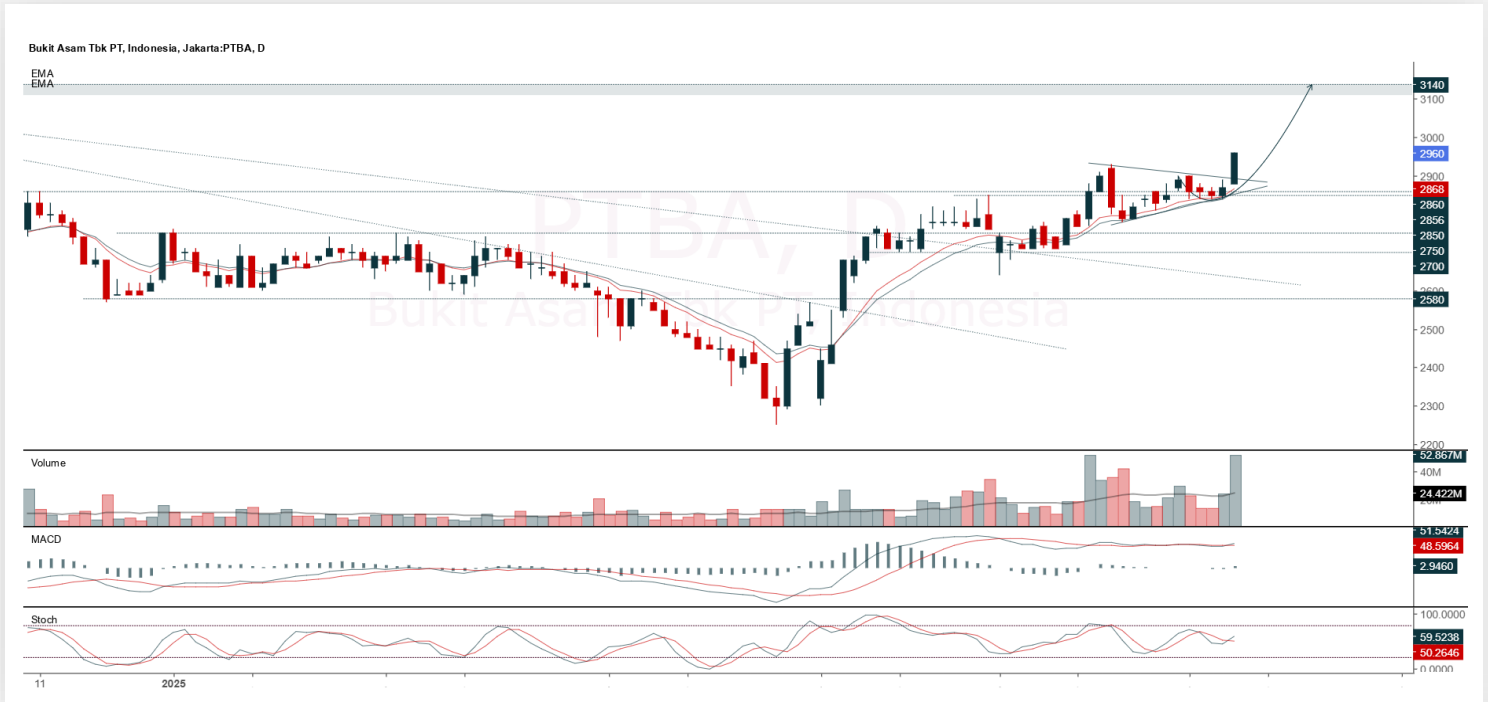 Bukit Asam Tbk PT, Indonesia, Jakarta:PTBA, D
EMA
EMA
PTBA, D
Bukit Asam Tbk PT, Indonesia
3140
3100
3000
2960
2900
2868
2860
2856
2850
2750
2700
2600
2580
2500
2400
2300
2200
Volume
52.867M
40M
24.422M
20M
MACD
51.5424
48.5964
2.9460
Stoch
100.0000
59.5238
50.2646
0.0000
11
2025